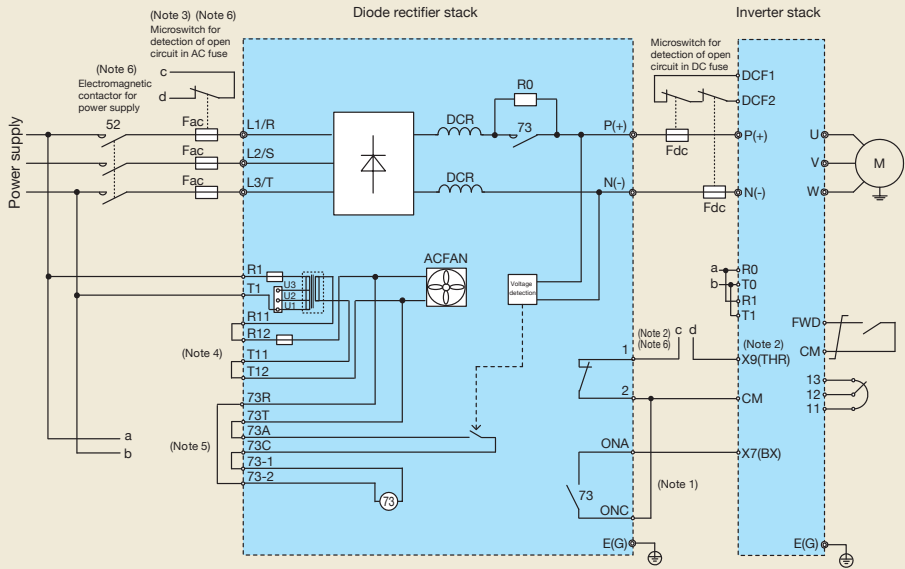 Diode rectifier stack
Inverter stack
(Note 3) (Note 6)
Microswitch for
detection of open
circuit in AC fuse
c
d
(Note 6)
Electromagnetic
contactor for
power supply
52
Microswitch for
detection of open
circuit in DC fuse
DCF1
DCF2
Power supply
Fac
Fac
Fac
L1/R
L2/S
L3/T
DCR
DCR
R0
73
P(+)
N(-)
Fdc
Fdc
P(+)
N(-)
U
V
W
M
R1
T1
U3
U2
U1
R11
R12
T11
T12
(Note 4)
ACFAN
Voltage
detection
a
b
R0
T0
R1
T1
FWD
CM
13
12
11
(Note 2)
(Note 6)
c
d
(Note 2)
X9(THR)
1
2
CM
73R
73T
73A
73C
73-1
73-2
(Note 5)
a
b
73
ONA
73
ONC
X7(BX)
(Note 1)
E(G)
E(G)